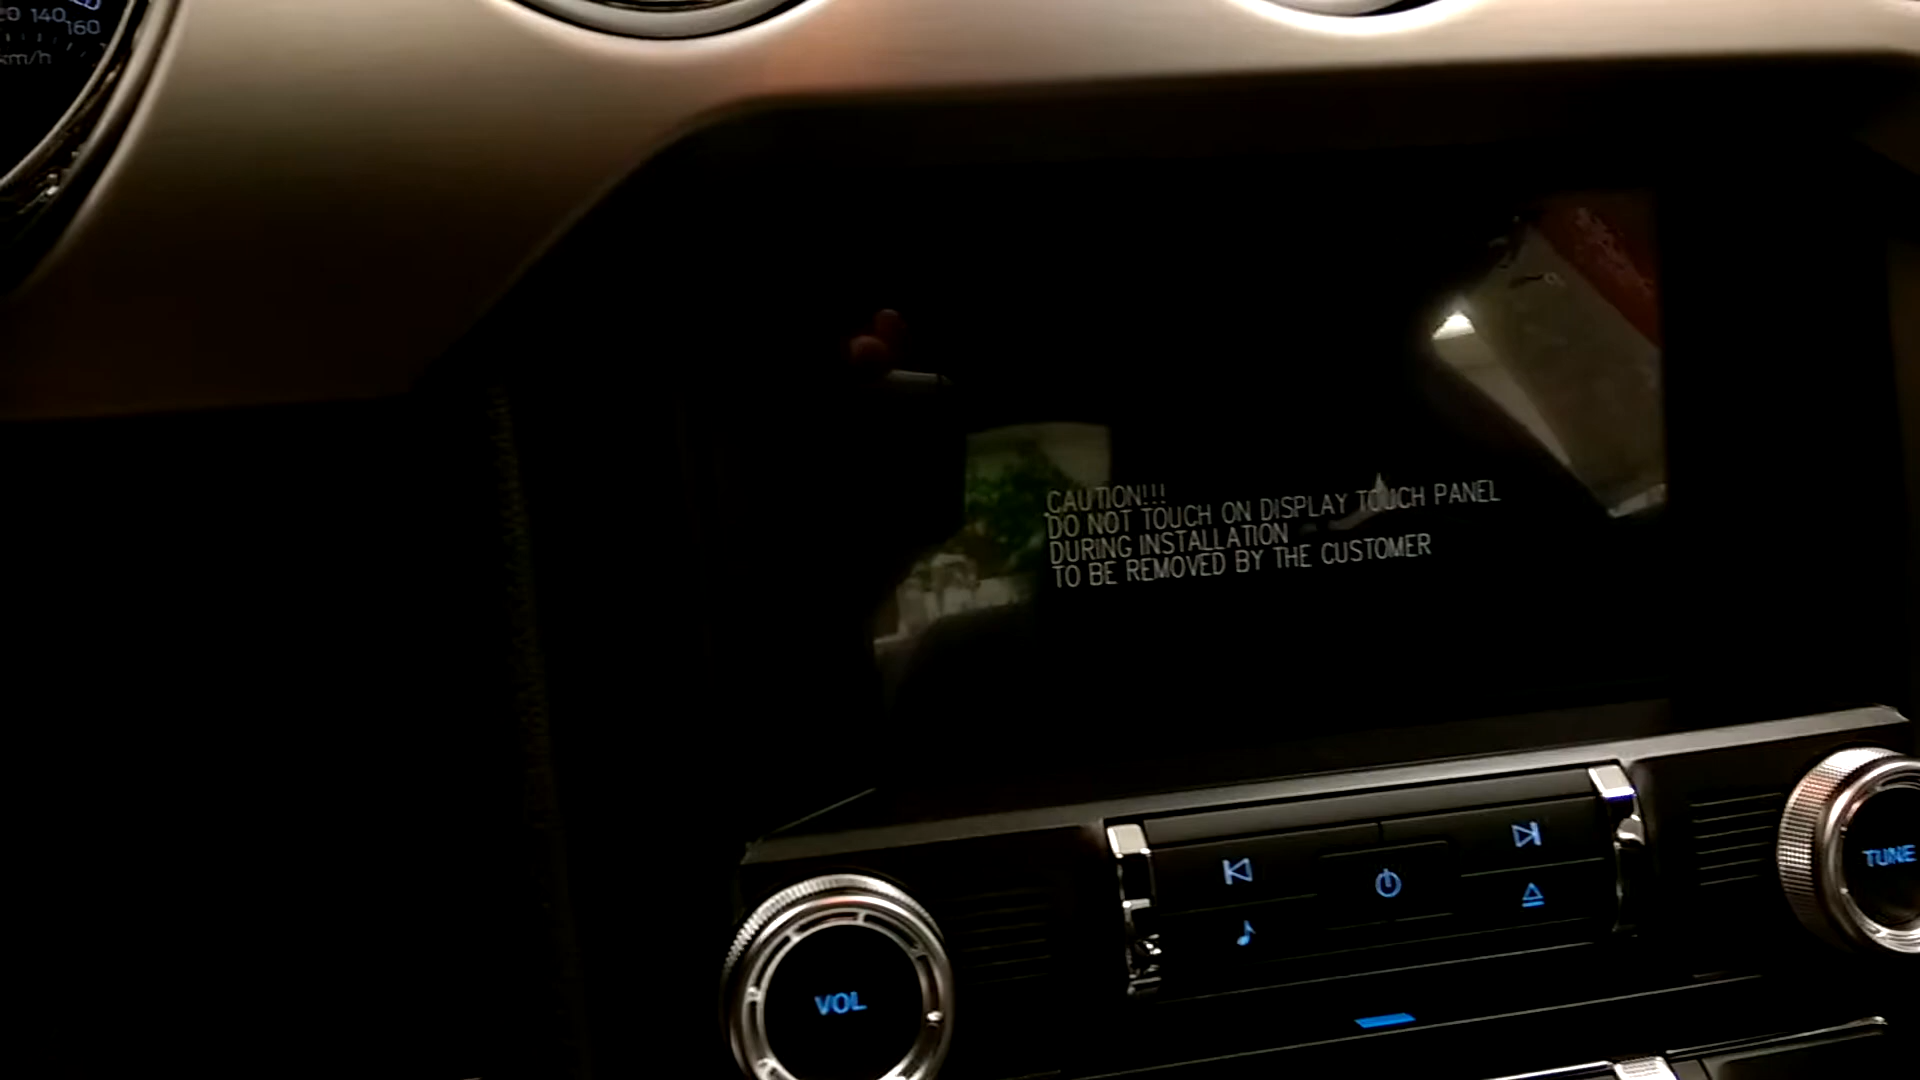 140
160
km/h
CAUTION!!!
DO NOT TOUCH ON DISPLAY TOUCH PANEL
DURING INSTALLATION
TO BE REMOVED BY THE CUSTOMER
TUNE
VOL